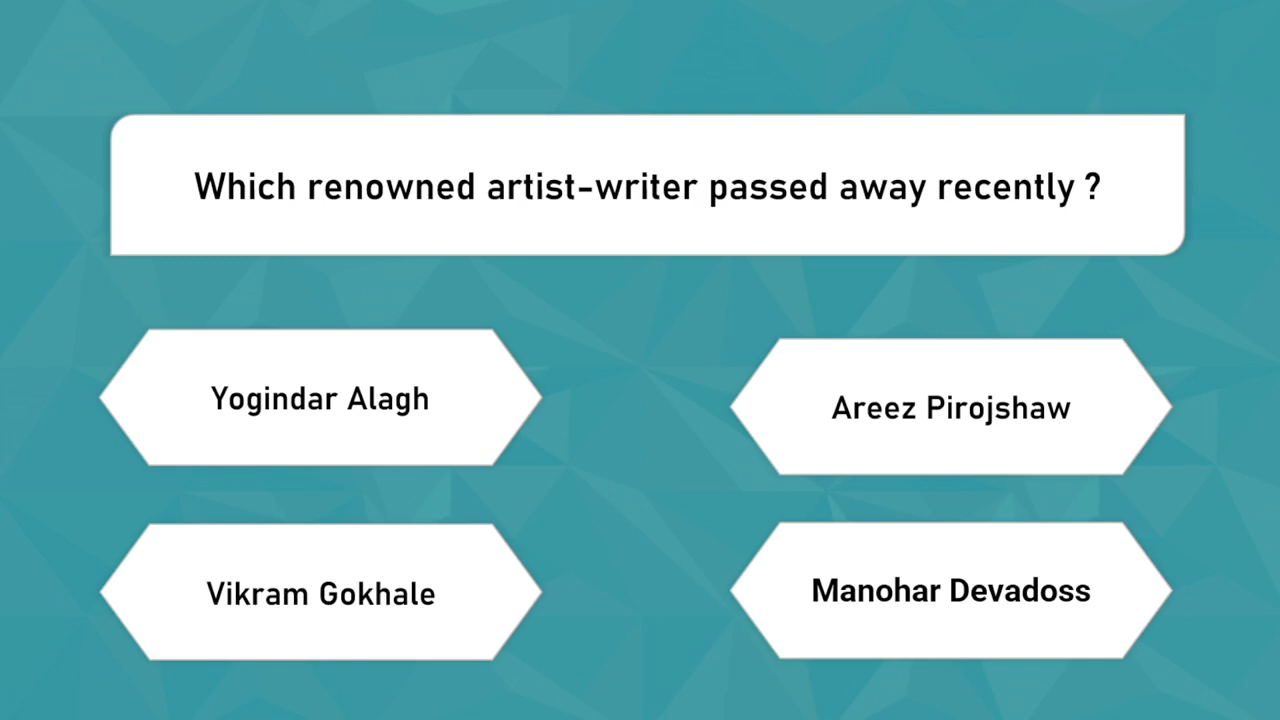 Which renowned artist-writer passed away recently ?
Yogindar Alagh
Areez Pirojshaw
Vikram Gokhale
Manohar Devadoss